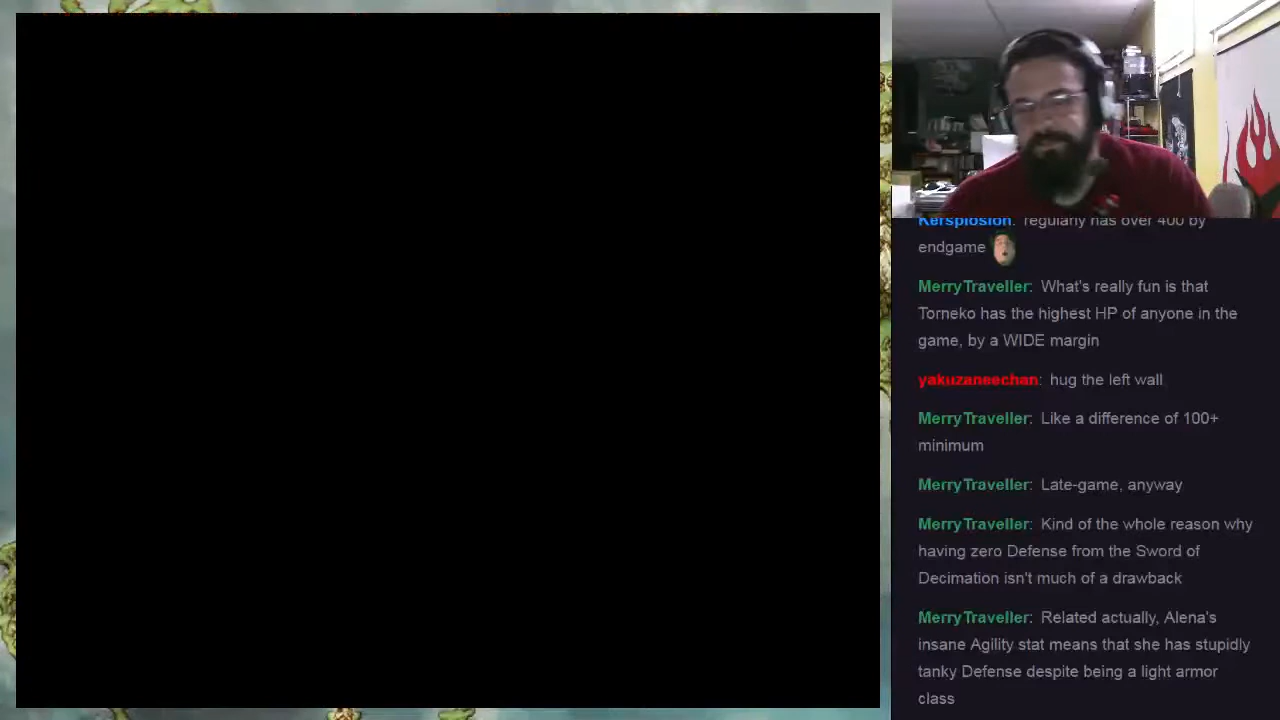 Kersplosion: regularly has over 400 by
endgame
MerryTraveller: What's really fun is that
Torneko has the highest HP of anyone in the
game, by a WIDE margin
yakuzaneechan: hug the left wall
MerryTraveller: Like a difference of 100+
minimum
MerryTraveller: Late-game, anyway
MerryTraveller: Kind of the whole reason why
having zero Defense from the Sword of
Decimation isn't much of a drawback
MerryTraveller: Related actually, Alena's
insane Agility stat means that she has stupidly
tanky Defense despite being a light armor
class